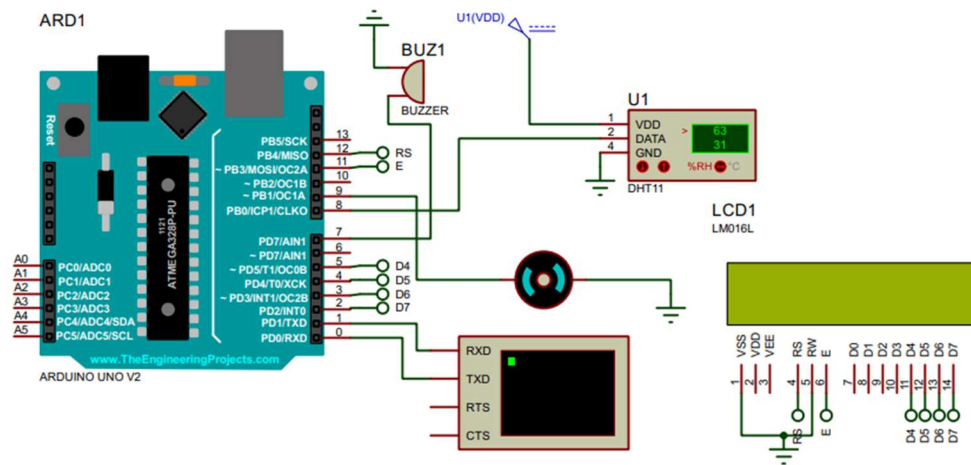 ARD1
Reset
PB5/SCK 13
PB4/MISO 12
~ PB3/MOSI/OC2A 11
~ PB2/OC1B 10
~ PB1/OC1A 9
PB0/ICP1/CLKO 8
PD7/AIN1 7
~ PD7/AIN1 6
~ PD5/T1/OC0B 5
PD4/T0/XCK 4
~ PD3/INT1/OC2B 3
PD2/INT0 2
PD1/TXD 1
PD0/RXD 0
RS
E
D4
D5
D6
D7
1121
ATMEGA328P-PU
A0 PC0/ADC0
A1 PC1/ADC1
A2 PC2/ADC2
A3 PC3/ADC3
A4 PC4/ADC4/SDA
A5 PC5/ADC5/SCL
www.TheEngineeringProjects.com
ARDUINO UNO V2
BUZ1
BUZZER
U1(VDD)
U1
1 VDD
2 DATA
4 GND
> 63
31
%RH °C
DHT11
RXD
TXD
RTS
CTS
LCD1
LM016L
VSS VDD VEE RS RW E D0 D1 D2 D3 D4 D5 D6 D7
1 2 3 4 5 6 7 8 9 10 11 12 13 14
RS E D4 D5 D6 D7